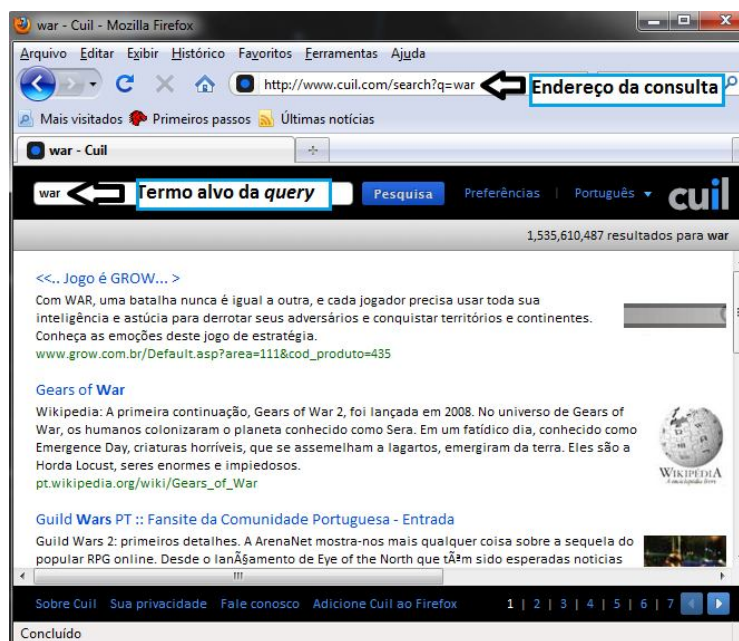 war - Cuil - Mozilla Firefox
Arquivo Editar Exibir Histórico Favoritos Ferramentas Ajuda
http://www.cuil.com/search?q=war Endereço da consulta
Mais visitados Primeiros passos Últimas notícias
war - Cuil
war Termo alvo da query Pesquisa Preferências | Português cuil
1,535,610,487 resultados para war
<<.. Jogo é GROW... >
Com WAR, uma batalha nunca é igual a outra, e cada jogador precisa usar toda sua
inteligência e astúcia para derrotar seus adversários e conquistar territórios e continentes.
Conheça as emoções deste jogo de estratégia.
www.grow.com.br/Default.asp?area=111&cod_produto=435
Gears of War
Wikipedia: A primeira continuação, Gears of War 2, foi lançada em 2008. No universo de Gears of
War, os humanos colonizaram o planeta conhecido como Sera. Em um fatídico dia, conhecido como
Emergence Day, criaturas horríveis, que se assemelham a lagartos, emergiram da terra. Eles são a
Horda Locust, seres enormes e impiedosos.
pt.wikipedia.org/wiki/Gears_of_War
WIKIPÉDIA
A enciclopédia livre
Guild Wars PT :: Fansite da Comunidade Portuguesa - Entrada
Guild Wars 2: primeiros detalhes. A ArenaNet mostra-nos mais qualquer coisa sobre a sequela do
popular RPG online. Desde o lanÃ§amento de Eye of the North que tÃªm sido esperadas noticias
Sobre Cuil Sua privacidade Fale conosco Adicione Cuil ao Firefox 1 | 2 | 3 | 4 | 5 | 6 | 7
Concluído